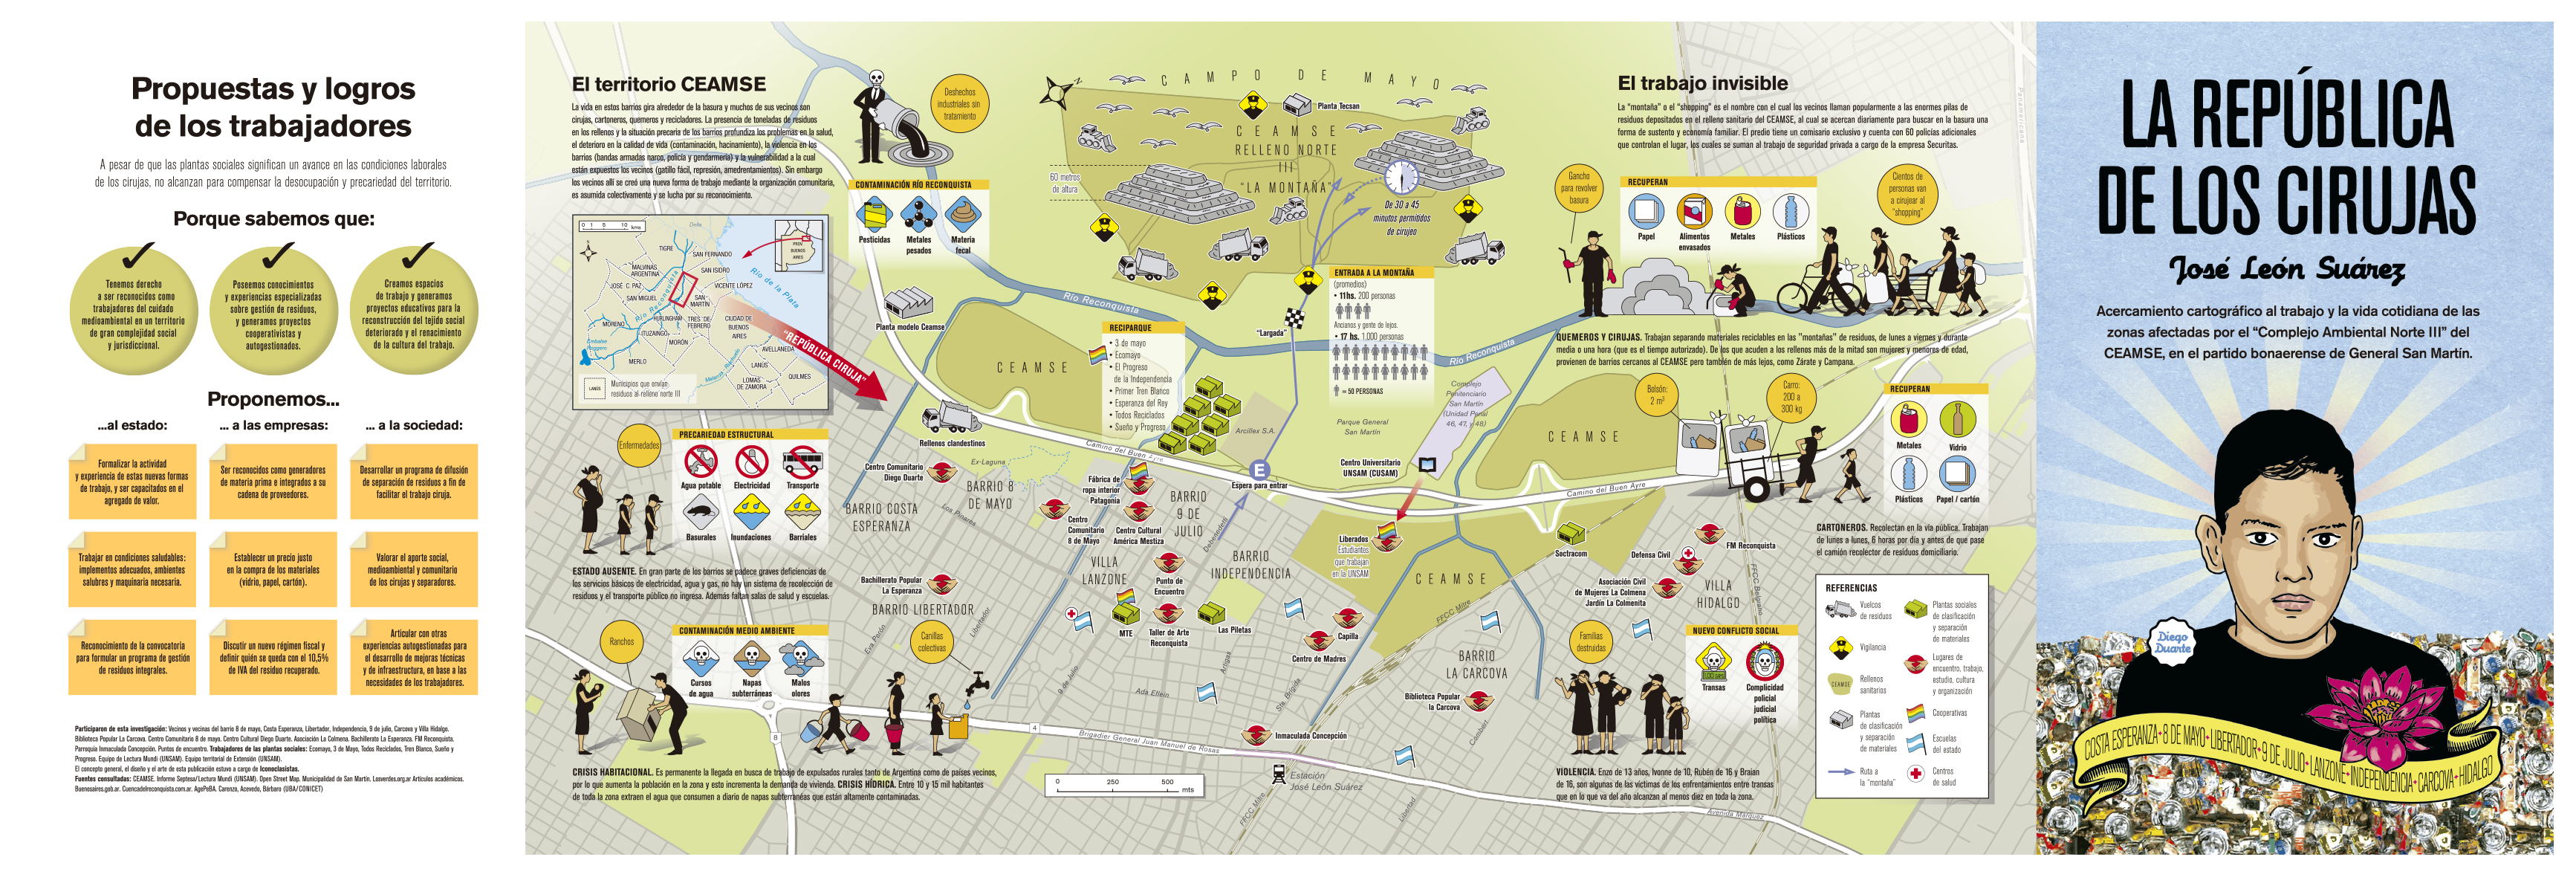 Propuestas y logros
de los trabajadores
A pesar de que las plantas sociales significan un avance en las condiciones laborales
de los cirujas, no alcanzan para compensar la desocupación y precariedad del territorio.
Porque sabemos que:
Tenemos derecho
a ser reconocidos como
trabajadores del cuidado
medioambiental en un territorio
de gran complejidad social
y jurisdiccional.
Poseemos conocimientos
y experiencias especializadas
sobre gestión de residuos,
y generamos proyectos
cooperativistas y
autogestionados.
Creamos espacios
de trabajo y generamos
proyectos educativos para la
reconstrucción del tejido social
deteriorado y el renacimiento
de la cultura del trabajo.
Proponemos...
...al estado:
Formalizar la actividad
y experiencia de estas nuevas formas
de trabajo, y ser capacitados en el
agregado de valor.
Trabajar en condiciones saludables:
implementos adecuados, ambientes
salubres y maquinaria necesaria.
Reconocimiento de la convocatoria
para formular un programa de gestión
de residuos integrales.
... a las empresas:
Ser reconocidos como generadores
de materia prima e integrados a su
cadena de proveedores.
Establecer un precio justo
en la compra de los materiales
(vidrio, papel, cartón).
Discutir un nuevo régimen fiscal y
definir quién se queda con el 10,5%
de IVA del residuo recuperado.
... a la sociedad:
Desarrollar un programa de difusión
de separación de residuos a fin de
facilitar el trabajo ciruja.
Valorar el aporte social,
medioambiental y comunitario
de los cirujas y separadores.
Articular con otras
experiencias autogestionadas para
el desarrollo de mejoras técnicas
y de infraestructura, en base a las
necesidades de los trabajadores.
Participaron de esta investigación: Vecinos y vecinas del barrio 8 de mayo, Costa Esperanza, Libertador, Independencia, 9 de julio, Carcova y Villa Hidalgo.
Biblioteca Popular La Carcova. Centro Comunitario 8 de mayo. Centro Cultural Diego Duarte. Asociación La Colmena. Bachillerato La Esperanza. FM Reconquista.
Parroquia Inmaculada Concepción. Puntos de encuentro. Trabajadores de las plantas sociales: Ecomayo, 3 de Mayo, Todos Reciclados, Tren Blanco, Sueño y
Progreso. Equipo de Lectura Mundi (UNSAM). Equipo territorial de Extensión (UNSAM).
El concepto general, el diseño y el arte de esta publicación estuvo a cargo de Iconoclasistas.
Fuentes consultadas: CEAMSE. Informe Septesa/Lectura Mundi (UNSAM). Open Street Map. Municipalidad de San Martín. Losverdes.org.ar Artículos académicos.
Buenosaires.gob.ar. Cuencadelreconquista.com.ar. AgePeBA. Carenzo, Acevedo, Bárbaro (UBA/CONICET)
El territorio CEAMSE
La vida en estos barrios gira alrededor de la basura y muchos de sus vecinos son
cirujas, cartoneros, quemeros y recicladores. La presencia de toneladas de residuos
en los rellenos y la situación precaria de los barrios profundiza los problemas en la salud,
el deterioro en la calidad de vida (contaminación, hacinamiento), la violencia en los
barrios (bandas armadas narco, policía y gendarmería) y la vulnerabilidad a la cual
están expuestos los vecinos (gatillo fácil, represión, amedrentamientos). Sin embargo
los vecinos allí se creó una nueva forma de trabajo mediante la organización comunitaria,
es asumida colectivamente y se lucha por su reconocimiento.
Deshechos
industriales sin
tratamiento
CONTAMINACIÓN RÍO RECONQUISTA
Pesticidas
Metales
pesados
Materia
fecal
0 1 5 10 kms
TIGRE
SAN FERNANDO
SAN ISIDRO
MALVINAS
ARGENTINA
JOSÉ C. PAZ
SAN MIGUEL
VICENTE LÓPEZ
SAN
MARTÍN
HURLINGHAM
TRES DE
FEBRERO
CIUDAD DE
BUENOS
AIRES
MORENO
ITUZAINGÓ
MORÓN
AVELLANEDA
MERLO
LANÚS
LOMAS
DE ZAMORA
QUILMES
Río Reconquista
Río de la Plata
PROV.
BUENOS
AIRES
LANÚS
Municipios que envían
residuos al relleno norte III
"REPÚBLICA CIRUJA"
Enfermedades
PRECARIEDAD ESTRUCTURAL
Agua potable
Electricidad
Transporte
Basurales
Inundaciones
Barriales
ESTADO AUSENTE. En gran parte de los barrios se padece graves deficiencias de
los servicios básicos de electricidad, agua y gas, no hay un sistema de recolección de
residuos y el transporte público no ingresa. Además faltan salas de salud y escuelas.
Ranchos
CONTAMINACIÓN MEDIO AMBIENTE
Cursos
de agua
Napas
subterráneas
Malos
olores
Canillas
colectivas
CRISIS HABITACIONAL. Es permanente la llegada en busca de trabajo de expulsados rurales tanto de Argentina como de países vecinos,
por lo que aumenta la población en la zona y esto incrementa la demanda de vivienda. CRISIS HÍDRICA. Entre 10 y 15 mil habitantes
de toda la zona extraen el agua que consumen a diario de napas subterráneas que están altamente contaminadas.
CAMPO DE MAYO
Planta Tecsan
CEAMSE
RELLENO NORTE
III
"LA MONTAÑA"
60 metros
de altura
De 30 a 45
minutos permitidos
de cirujeo
Planta modelo Ceamse
Río Reconquista
"Largada"
ENTRADA A LA MONTAÑA
(promedios)
• 11hs. 200 personas
Ancianos y gente de lejos.
• 17 hs. 1.000 personas
= 50 PERSONAS
RECIPARQUE
• 3 de mayo
• Ecomayo
• El Progreso
de la Independencia
• Primer Tren Blanco
• Esperanza del Rey
• Todos Reciclados
• Sueño y Progreso
CEAMSE
Rellenos clandestinos
Arcillex S.A.
Parque General
San Martín
Complejo
Penitenciario
San Martín
(Unidad Penal
46, 47, y 48)
Río Reconquista
CEAMSE
Camino del Buen Ayre
Ex-Laguna
Centro Comunitario
Diego Duarte
BARRIO 8
DE MAYO
BARRIO COSTA
ESPERANZA
Los Pinares
Fábrica de
ropa interior
Patagonia
Centro
Comunitario
8 de Mayo
Centro Cultural
América Mestiza
BARRIO
9 DE
JULIO
E
Espera para entrar
Centro Universitario
UNSAM (CUSAM)
Camino del Buen Ayre
Liberados
Estudiantes
que trabajan
en la UNSAM
BARRIO
INDEPENDENCIA
VILLA
LANZONE
Punto de
Encuentro
Bachillerato Popular
La Esperanza
BARRIO LIBERTADOR
Libertador
Eva Perón
MTE
Taller de Arte
Reconquista
Las Piletas
Capilla
Centro de Madres
CEAMSE
Soctracom
Defensa Civil
FM Reconquista
Asociación Civil
de Mujeres La Colmena
Jardín La Colmenita
VILLA
HIDALGO
FFCC Mitre
FFCC Belgrano
BARRIO
LA CARCOVA
Biblioteca Popular
la Carcova
9 de Julio
Ada Elflein
Artigas
Sta. Brígida
Combet
4
8
Brigadier General Juan Manuel de Rosas
Inmaculada Concepción
Estación
José León Suárez
0 250 500 mts
FFCC Mitre
Libertad
Avenida Márquez
El trabajo invisible
La "montaña" o el "shopping" es el nombre con el cual los vecinos llaman popularmente a las enormes pilas de
residuos depositados en el relleno sanitario del CEAMSE, al cual se acercan diariamente para buscar en la basura una
forma de sustento y economía familiar. El predio tiene un comisario exclusivo y cuenta con 60 policías adicionales
que controlan el lugar, los cuales se suman al trabajo de seguridad privada a cargo de la empresa Securitas.
Gancho
para revolver
basura
RECUPERAN
Papel
Alimentos
envasados
Metales
Plásticos
Cientos de
personas van
a cirujear al
"shopping"
QUEMEROS Y CIRUJAS. Trabajan separando materiales reciclables en las "montañas" de residuos, de lunes a viernes y durante
media o una hora (que es el tiempo autorizado). De los que acuden a los rellenos más de la mitad son mujeres y menores de edad,
provienen de barrios cercanos al CEAMSE pero también de más lejos, como Zárate y Campana.
Bolsón:
2 m³
Carro:
200 a
300 kg
RECUPERAN
Metales
Vidrio
Plásticos
Papel / cartón
CARTONEROS. Recolectan en la vía pública. Trabajan
de lunes a lunes, 6 horas por día y antes de que pase
el camión recolector de residuos domiciliario.
Familias
destruidas
NUEVO CONFLICTO SOCIAL
Transas
Complicidad
policial
judicial
política
VIOLENCIA. Enzo de 13 años, Ivonne de 10, Rubén de 16 y Braian
de 16, son algunas de las víctimas de los enfrentamientos entre transas
que en lo que va del año alcanzan al menos diez en toda la zona.
REFERENCIAS
Vuelcos
de residuos
Vigilancia
CEAMSE
Rellenos
sanitarios
Plantas
de clasificación
y separación
de materiales
Ruta a
la "montaña"
Plantas sociales
de clasificación
y separación
de materiales
Lugares de
encuentro, trabajo,
estudio, cultura
y organización
Cooperativas
Escuelas
del estado
Centros
de salud
Panamericana
LA REPÚBLICA
DE LOS CIRUJAS
José León Suárez
Acercamiento cartográfico al trabajo y la vida cotidiana de las
zonas afectadas por el "Complejo Ambiental Norte III" del
CEAMSE, en el partido bonaerense de General San Martín.
Diego
Duarte
COSTA ESPERANZA+8 DE MAYO+LIBERTADOR+9 DE JULIO+LANZONE+INDEPENDENCIA+CARCOVA+HIDALGO